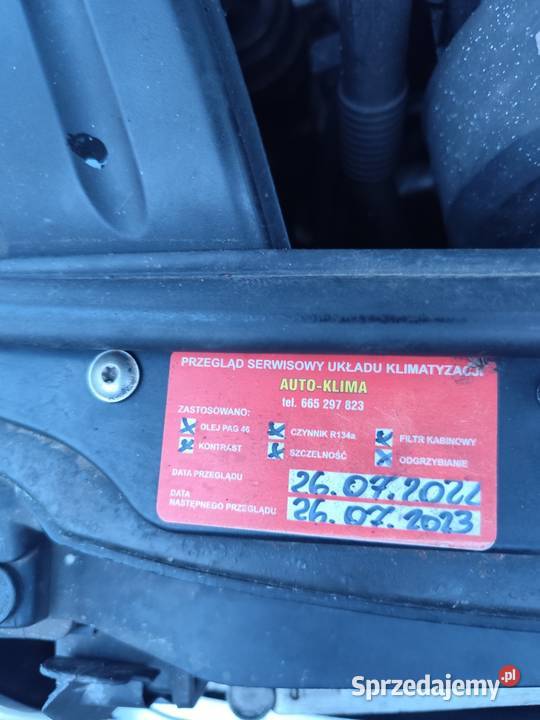 PRZEGLĄD SERWISOWY UKŁADU KLIMATYZACJI
AUTO-KLIMA
tel. 665 297 823
ZASTOSOWANO:
OLEJ PAG 46
CZYNNIK R134a
FILTR KABINOWY
KONTRAST
SZCZELNOŚĆ
ODGRZYBIANIE
DATA PRZEGLĄDU
26.07.2022
DATA
NASTĘPNEGO PRZEGLĄDU
26.07.2023
Sprzedajemy.pl